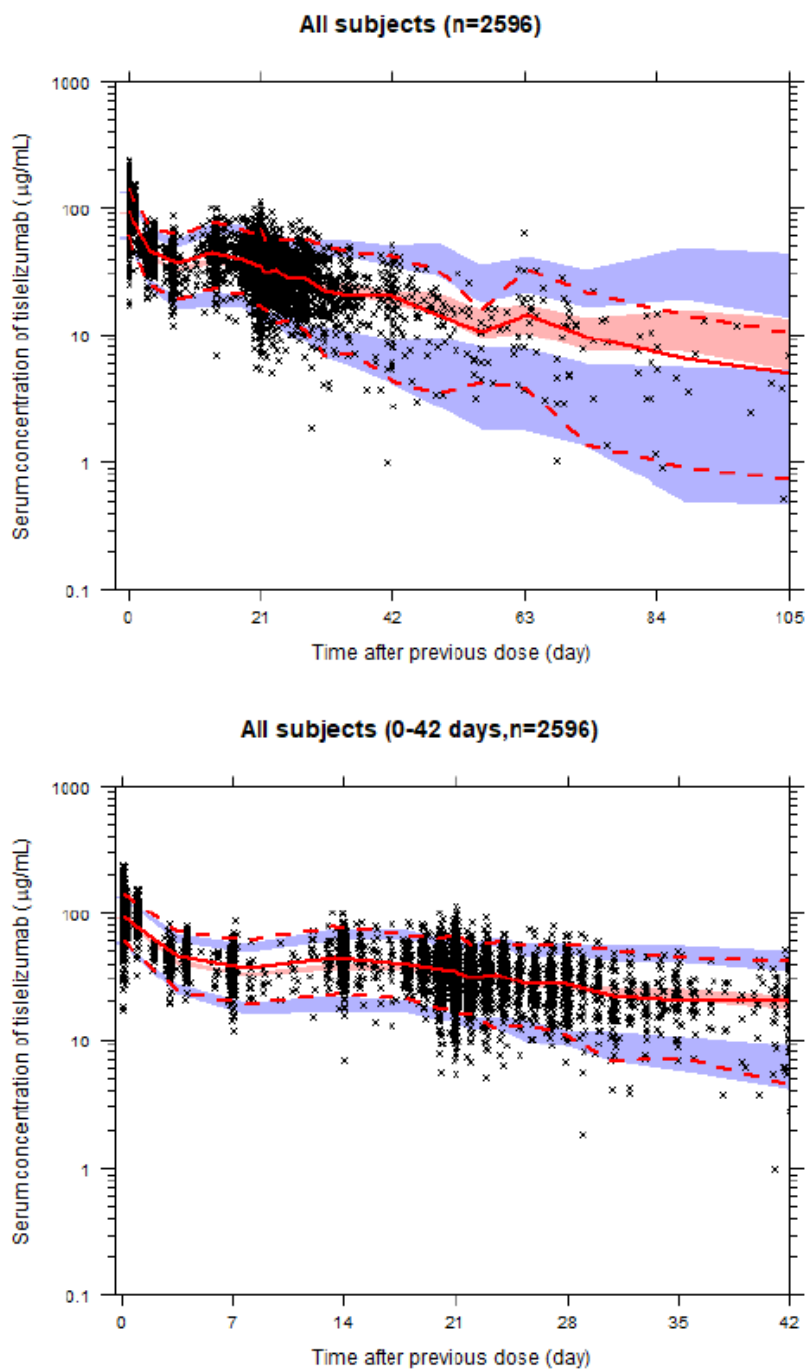 All subjects (n=2596)
Serum concentration of tislelizumab (µg/mL)
1000
100
10
1
0.1
0 21 42 63 84 105
Time after previous dose (day)
All subjects (0-42 days,n=2596)
Serum concentration of tislelizumab (µg/mL)
1000
100
10
1
0.1
0 7 14 21 28 35 42
Time after previous dose (day)